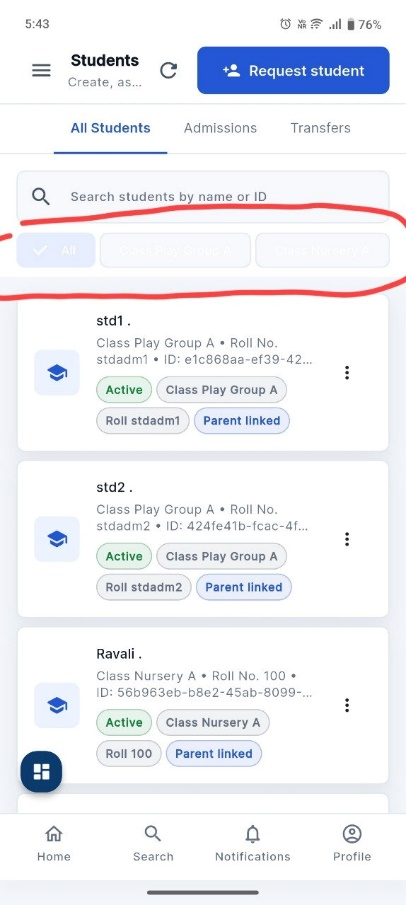 5:43
76%
Students
Create, as...
Request student
All Students
Admissions
Transfers
Search students by name or ID
All
Class Play Group A
Class Nursery A
std1 .
Class Play Group A • Roll No.
stdadm1 • ID: e1c868aa-ef39-42...
Active
Class Play Group A
Roll stdadm1
Parent linked
std2 .
Class Play Group A • Roll No.
stdadm2 • ID: 424fe41b-fcac-4f...
Active
Class Play Group A
Roll stdadm2
Parent linked
Ravali .
Class Nursery A • Roll No. 100 •
ID: 56b963eb-b8e2-45ab-8099-...
Active
Class Nursery A
Roll 100
Parent linked
Home
Search
Notifications
Profile